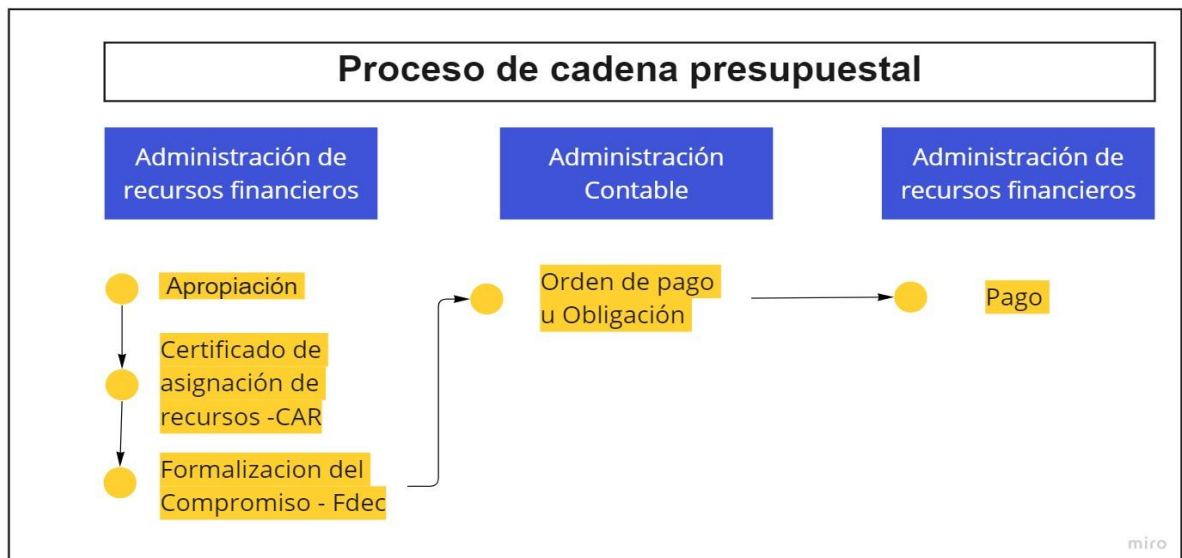 Proceso de cadena presupuestal
Administración de
recursos financieros
Administración
Contable
Administración de
recursos financieros
Apropiación
Certificado de
asignación de
recursos -CAR
Formalizacion del
Compromiso - Fdec
Orden de pago
u Obligación
Pago
miro